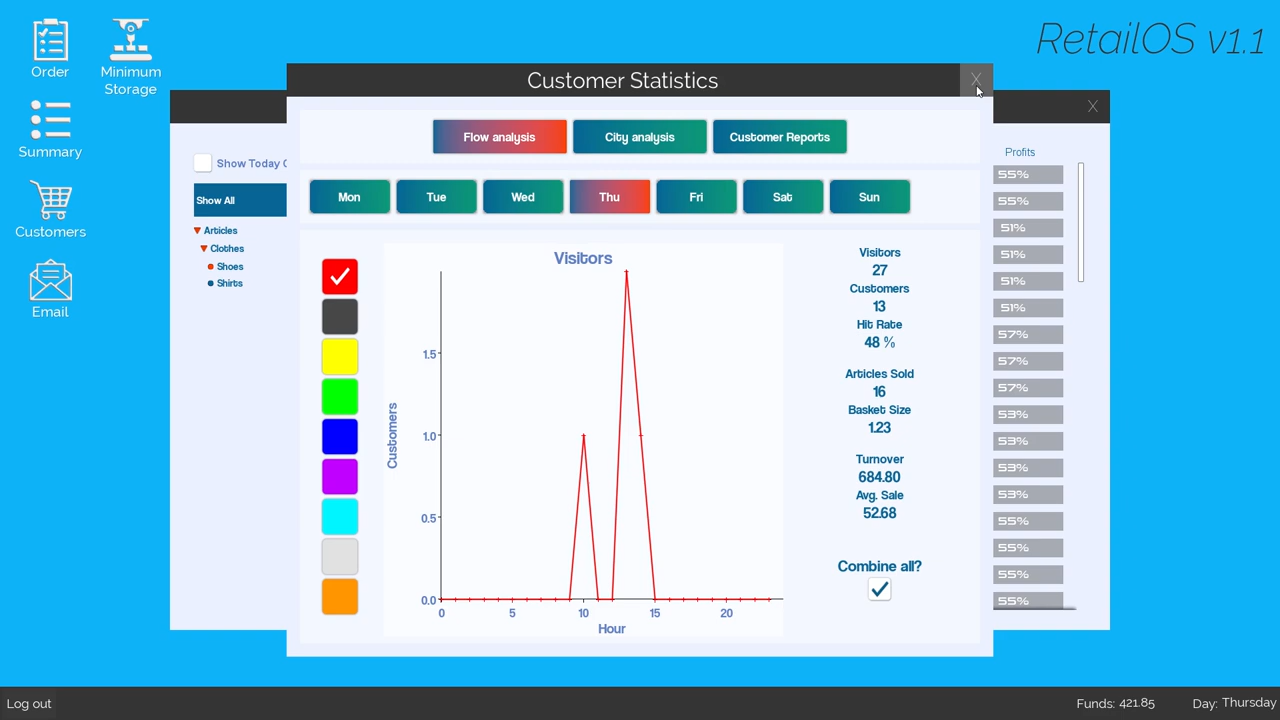 RetailOS v1.1
Order
Minimum
Storage
Summary
Customers
Email
Customer Statistics
X
X
Flow analysis
City analysis
Customer Reports
Mon
Tue
Wed
Thu
Fri
Sat
Sun
Show Today
Show All
Articles
Clothes
Shoes
Shirts
Visitors
Customers
1.5
1.0
0.5
0.0
0
5
10
15
20
Hour
Visitors
27
Customers
13
Hit Rate
48 %
Articles Sold
16
Basket Size
1.23
Turnover
684.80
Avg. Sale
52.68
Combine all?
Profits
55%
55%
51%
51%
51%
51%
57%
57%
57%
53%
53%
53%
53%
55%
55%
55%
55%
Log out
Funds: 421.85
Day: Thursday